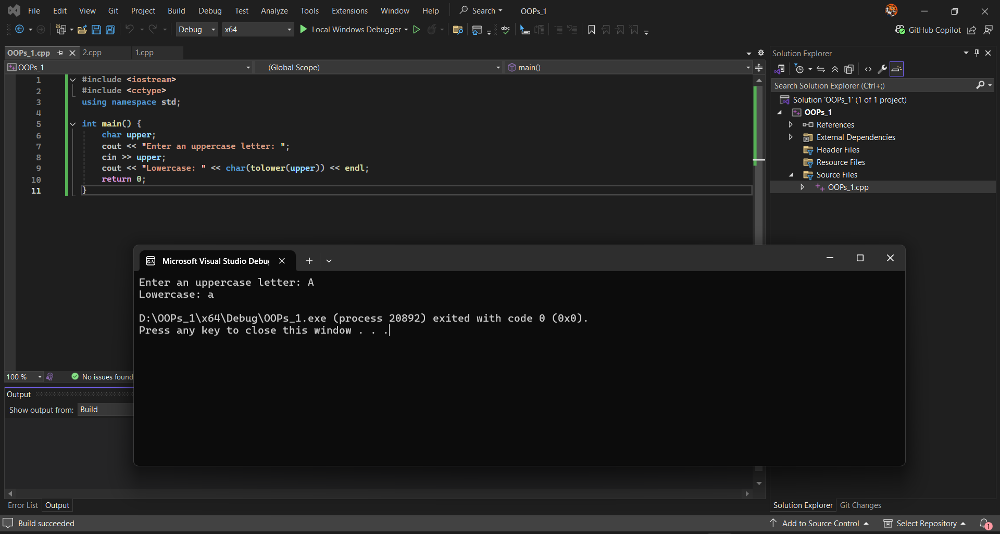 File Edit View Git Project Build Debug Test Analyze Tools Extensions Window Help Search OOPs_1
Debug x64 Local Windows Debugger abc GitHub Copilot
OOPs_1.cpp 2.cpp 1.cpp
OOPs_1 (Global Scope) main()
1 #include <iostream>
2 #include <cctype>
3 using namespace std;
4
5 int main() {
6 char upper;
7 cout << "Enter an uppercase letter: ";
8 cin >> upper;
9 cout << "Lowercase: " << char(tolower(upper)) << endl;
10 return 0;
11 }
Solution Explorer
Search Solution Explorer (Ctrl+;)
Solution 'OOPs_1' (1 of 1 project)
OOPs_1
References
External Dependencies
Header Files
Resource Files
Source Files
OOPs_1.cpp
Microsoft Visual Studio Debu
Enter an uppercase letter: A
Lowercase: a
D:\OOPs_1\x64\Debug\OOPs_1.exe (process 20892) exited with code 0 (0x0).
Press any key to close this window . . .
100 % No issues found
Output
Show output from: Build
Error List Output
Solution Explorer Git Changes
Build succeeded Add to Source Control Select Repository 1